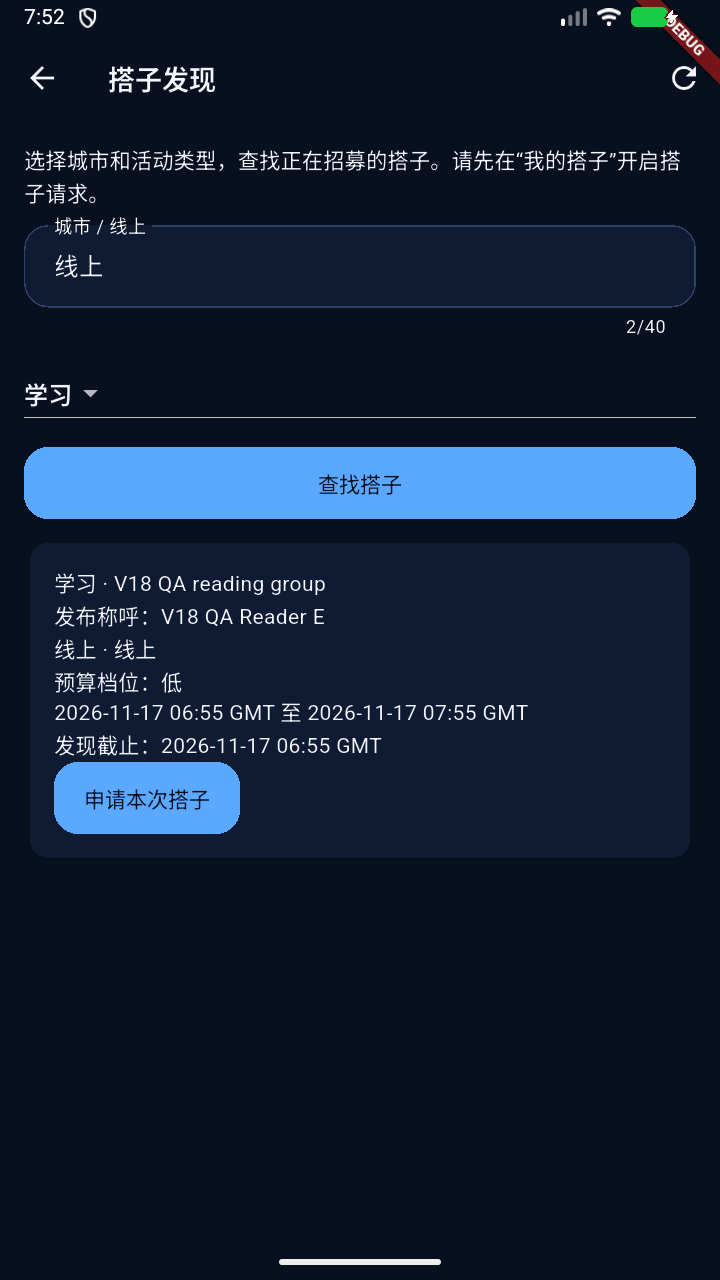 7:52
DEBUG
搭子发现
选择城市和活动类型，查找正在招募的搭子。请先在“我的搭子”开启搭
子请求。
城市 / 线上
线上
2/40
学习
查找搭子
学习 · V18 QA reading group
发布称呼：V18 QA Reader E
线上 · 线上
预算档位：低
2026-11-17 06:55 GMT 至 2026-11-17 07:55 GMT
发现截止：2026-11-17 06:55 GMT
申请本次搭子